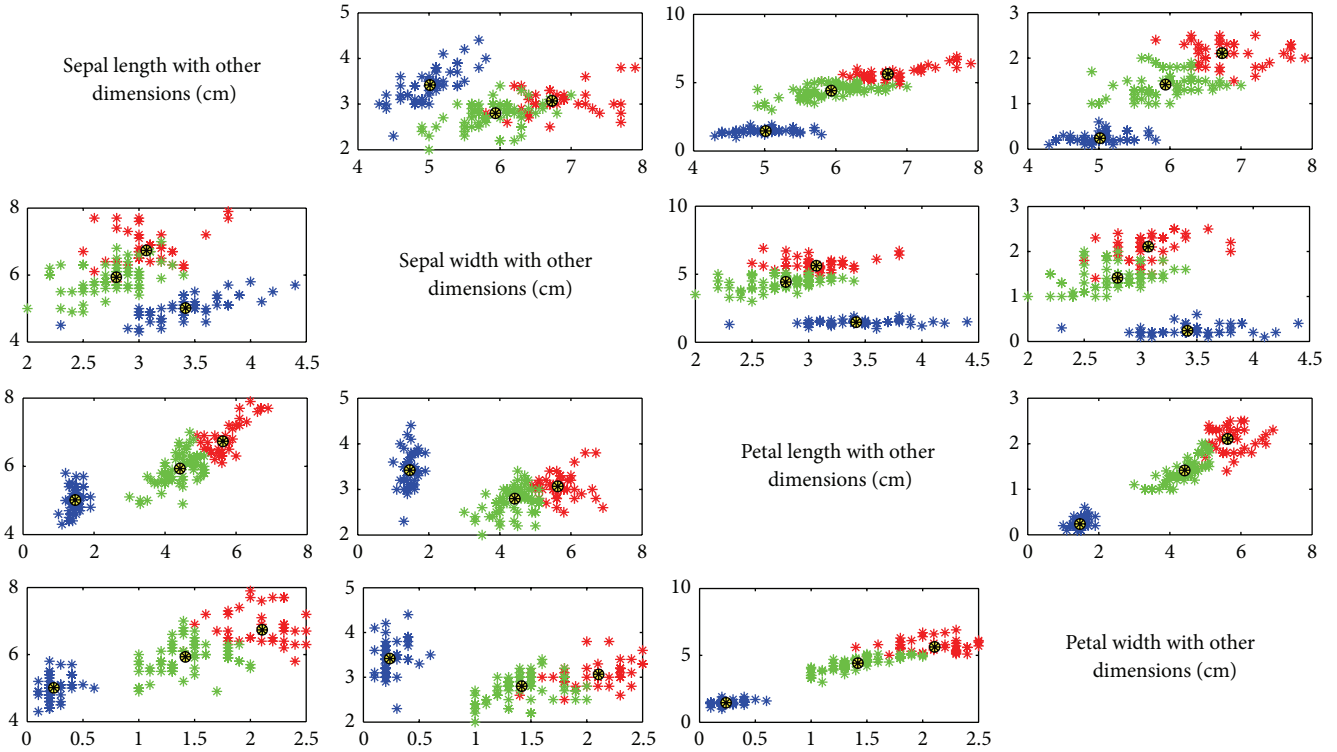 Sepal length with other
dimensions (cm)
5
4
3
2
4 5 6 7 8
10
5
0
4 5 6 7 8
3
2
1
0
4 5 6 7 8
8
6
4
2 2.5 3 3.5 4 4.5
Sepal width with other
dimensions (cm)
10
5
0
2 2.5 3 3.5 4 4.5
3
2
1
0
2 2.5 3 3.5 4 4.5
8
6
4
0 2 4 6 8
5
4
3
2
0 2 4 6 8
Petal length with other
dimensions (cm)
3
2
1
0
0 2 4 6 8
8
6
4
0 0.5 1 1.5 2 2.5
5
4
3
2
0 0.5 1 1.5 2 2.5
10
5
0
0 0.5 1 1.5 2 2.5
Petal width with other
dimensions (cm)